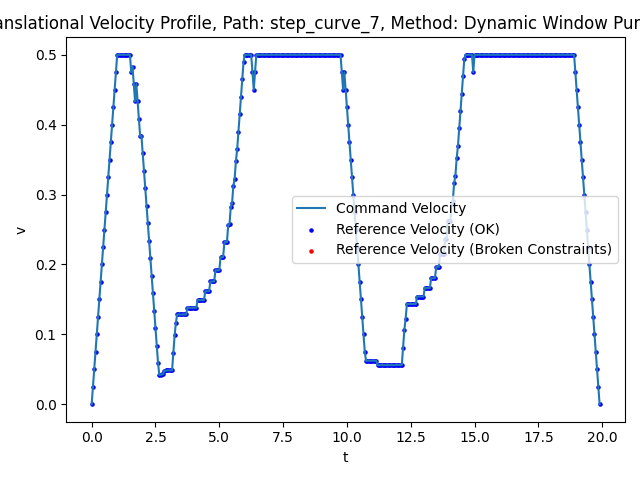 anslational Velocity Profile, Path: step_curve_7, Method: Dynamic Window Pur
0.5
0.4
0.3
0.2
0.1
0.0
v
Command Velocity
Reference Velocity (OK)
Reference Velocity (Broken Constraints)
0.0 2.5 5.0 7.5 10.0 12.5 15.0 17.5 20.0
t